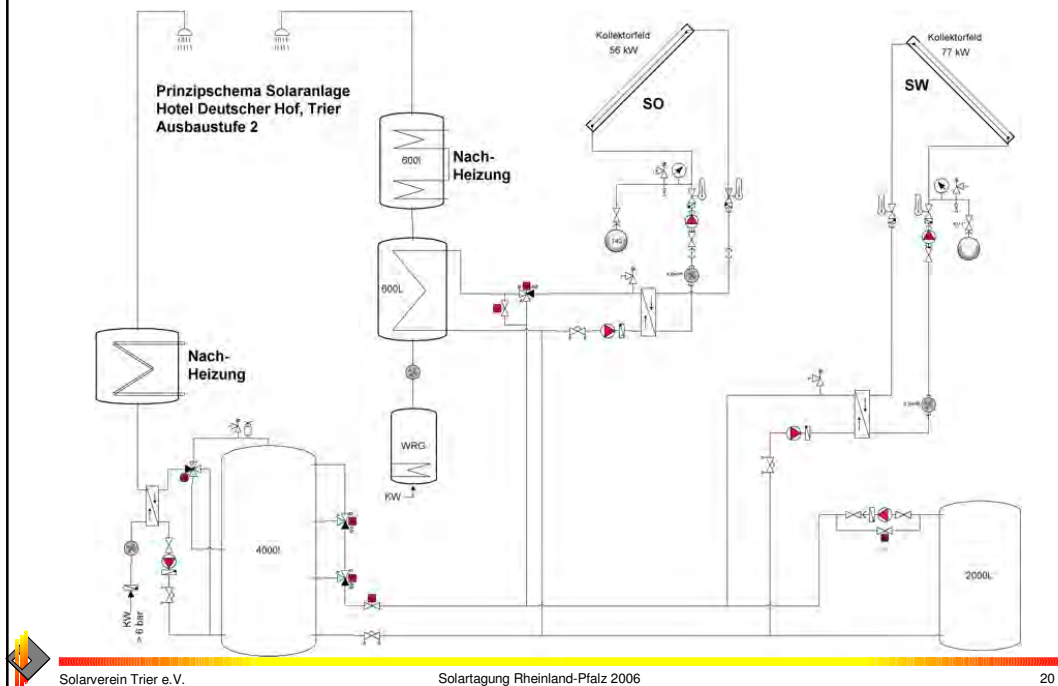 Prinzipschema Solaranlage
Hotel Deutscher Hof, Trier
Ausbaustufe 2
Kollektorfeld
56 kW
SO
Kollektorfeld
77 kW
SW
600l
Nach-
Heizung
600L
Nach-
Heizung
WRG
KW
4000l
2000L
KW
> 6 bar
Solarverein Trier e.V.
Solartagung Rheinland-Pfalz 2006
20